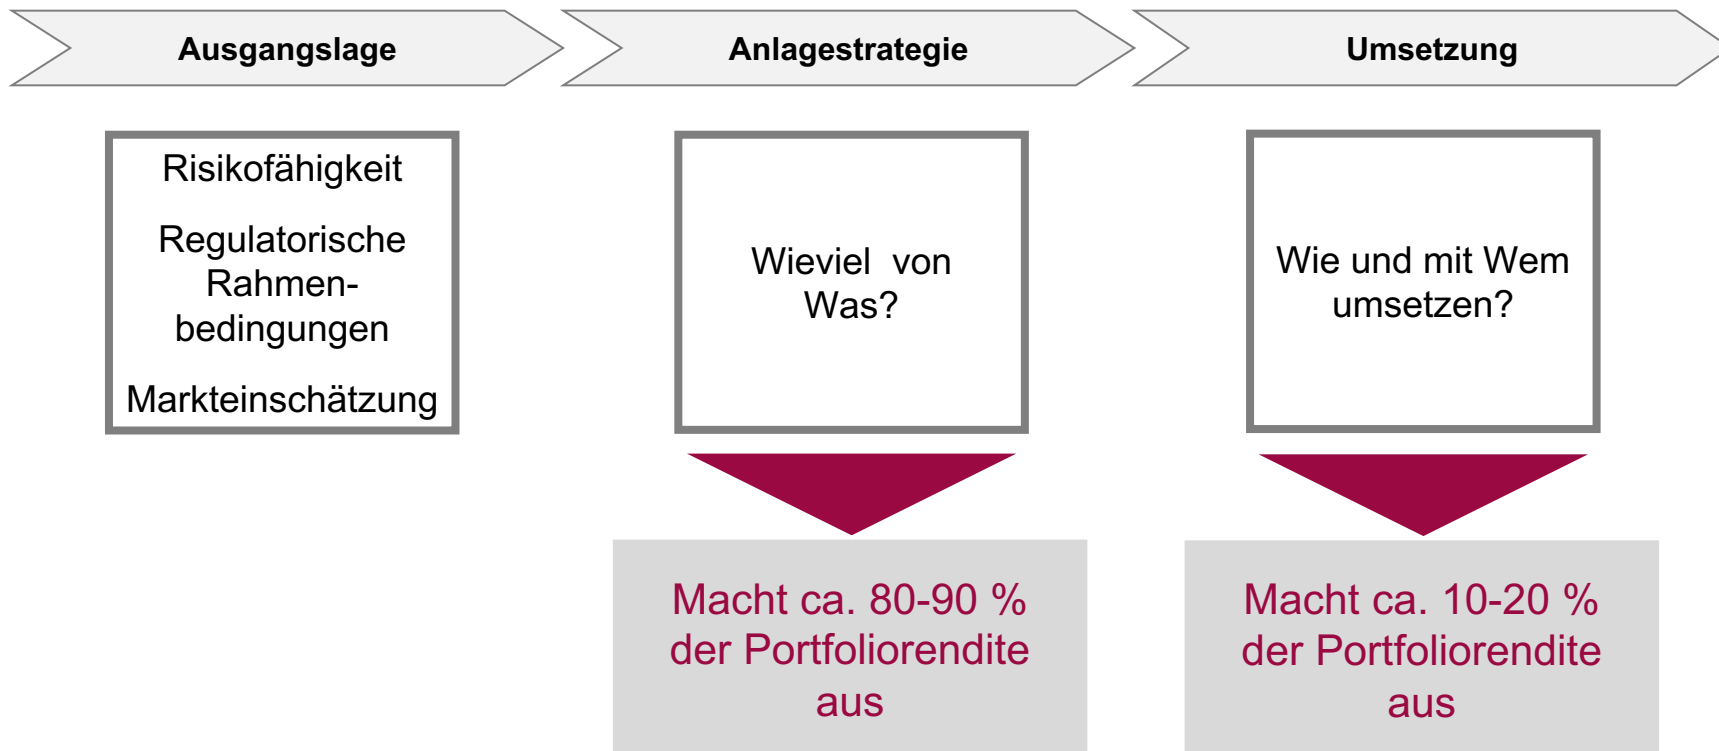 Ausgangslage
Anlagestrategie
Umsetzung
Risikofähigkeit
Regulatorische
Rahmen-
bedingungen
Markteinschätzung
Wieviel  von
Was?
Wie und mit Wem
umsetzen?
Macht ca. 80-90 %
der Portfoliorendite
aus
Macht ca. 10-20 %
der Portfoliorendite
aus